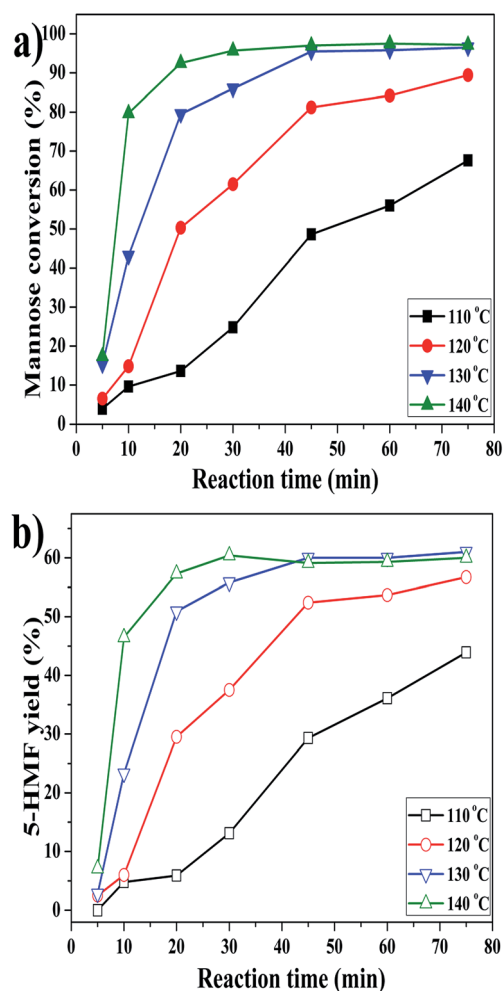 a)
Mannose conversion (%)
100
90
80
70
60
50
40
30
20
10
0
110 °C
120 °C
130 °C
140 °C
0 10 20 30 40 50 60 70 80
Reaction time (min)
b)
5-HMF yield (%)
60
50
40
30
20
10
0
110 °C
120 °C
130 °C
140 °C
0 10 20 30 40 50 60 70 80
Reaction time (min)